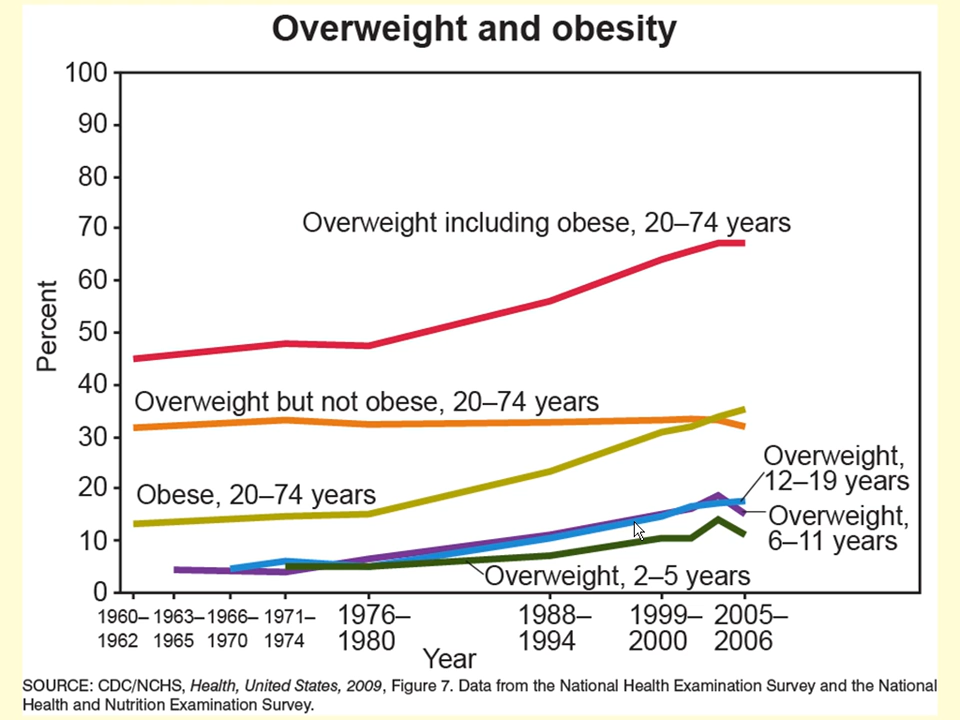 Overweight and obesity
100
90
80
70
60
50
40
30
20
10
0
Percent
Overweight including obese, 20–74 years
Overweight but not obese, 20–74 years
Obese, 20–74 years
Overweight,
12–19 years
Overweight,
6–11 years
Overweight, 2–5 years
1960– 1963– 1966– 1971– 1976– 1988– 1999– 2005–
1962 1965 1970 1974 1980 1994 2000 2006
Year
SOURCE: CDC/NCHS, Health, United States, 2009, Figure 7. Data from the National Health Examination Survey and the National
Health and Nutrition Examination Survey.